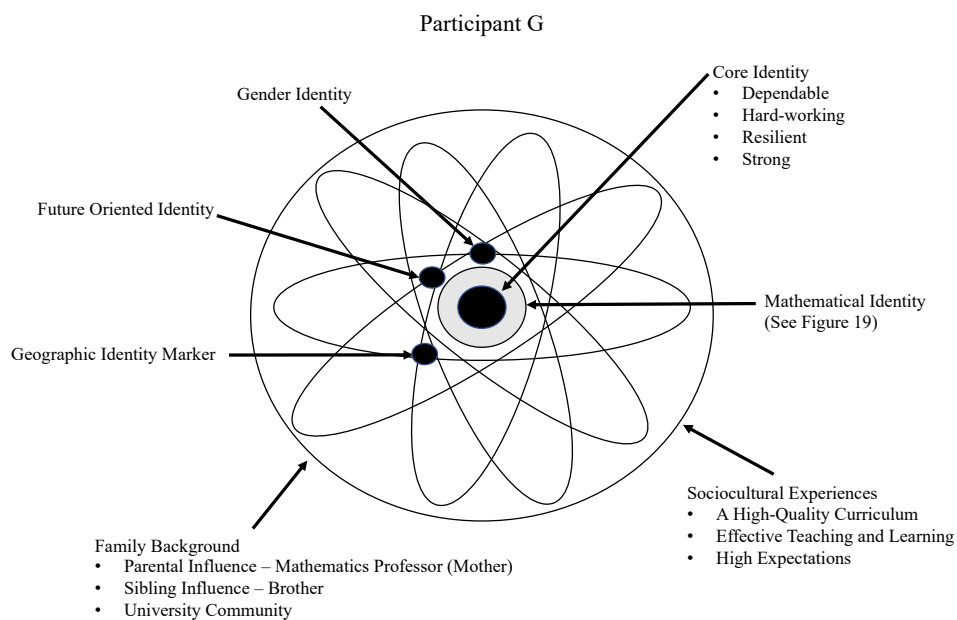 Participant G
Core Identity
• Dependable
• Hard-working
• Resilient
• Strong
Gender Identity
Future Oriented Identity
Mathematical Identity
(See Figure 19)
Geographic Identity Marker
Sociocultural Experiences
• A High-Quality Curriculum
• Effective Teaching and Learning
• High Expectations
Family Background
• Parental Influence – Mathematics Professor (Mother)
• Sibling Influence – Brother
• University Community